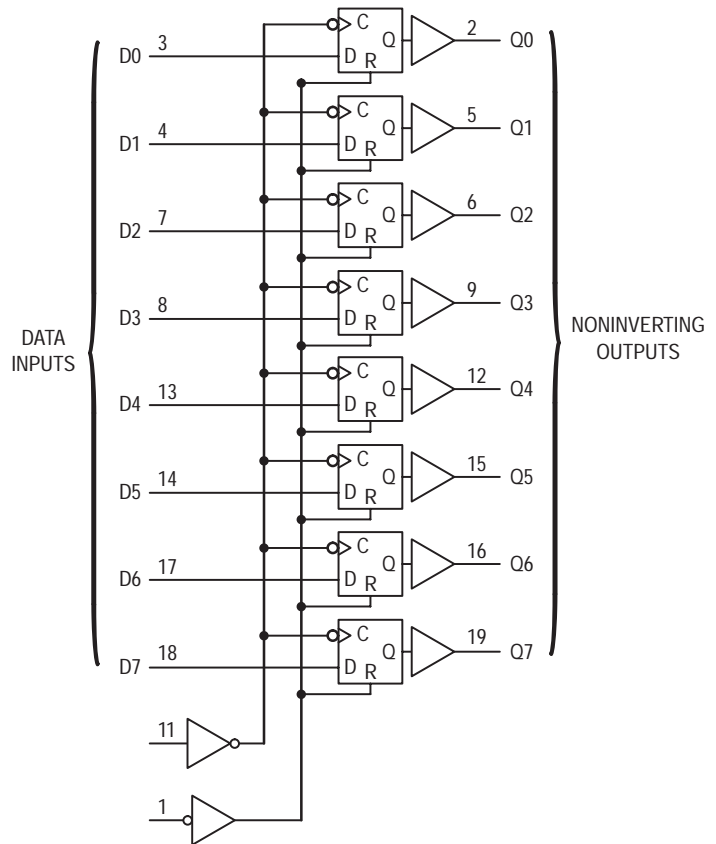 C
Q
2
Q0
D0
3
D
R
C
Q
5
Q1
D1
4
D
R
C
Q
6
Q2
D2
7
D
R
C
Q
9
Q3
D3
8
D
R
DATA
INPUTS
NONINVERTING
OUTPUTS
C
Q
12
Q4
D4
13
D
R
C
Q
15
Q5
D5
14
D
R
C
Q
16
Q6
D6
17
D
R
C
Q
19
Q7
D7
18
D
R
11
1